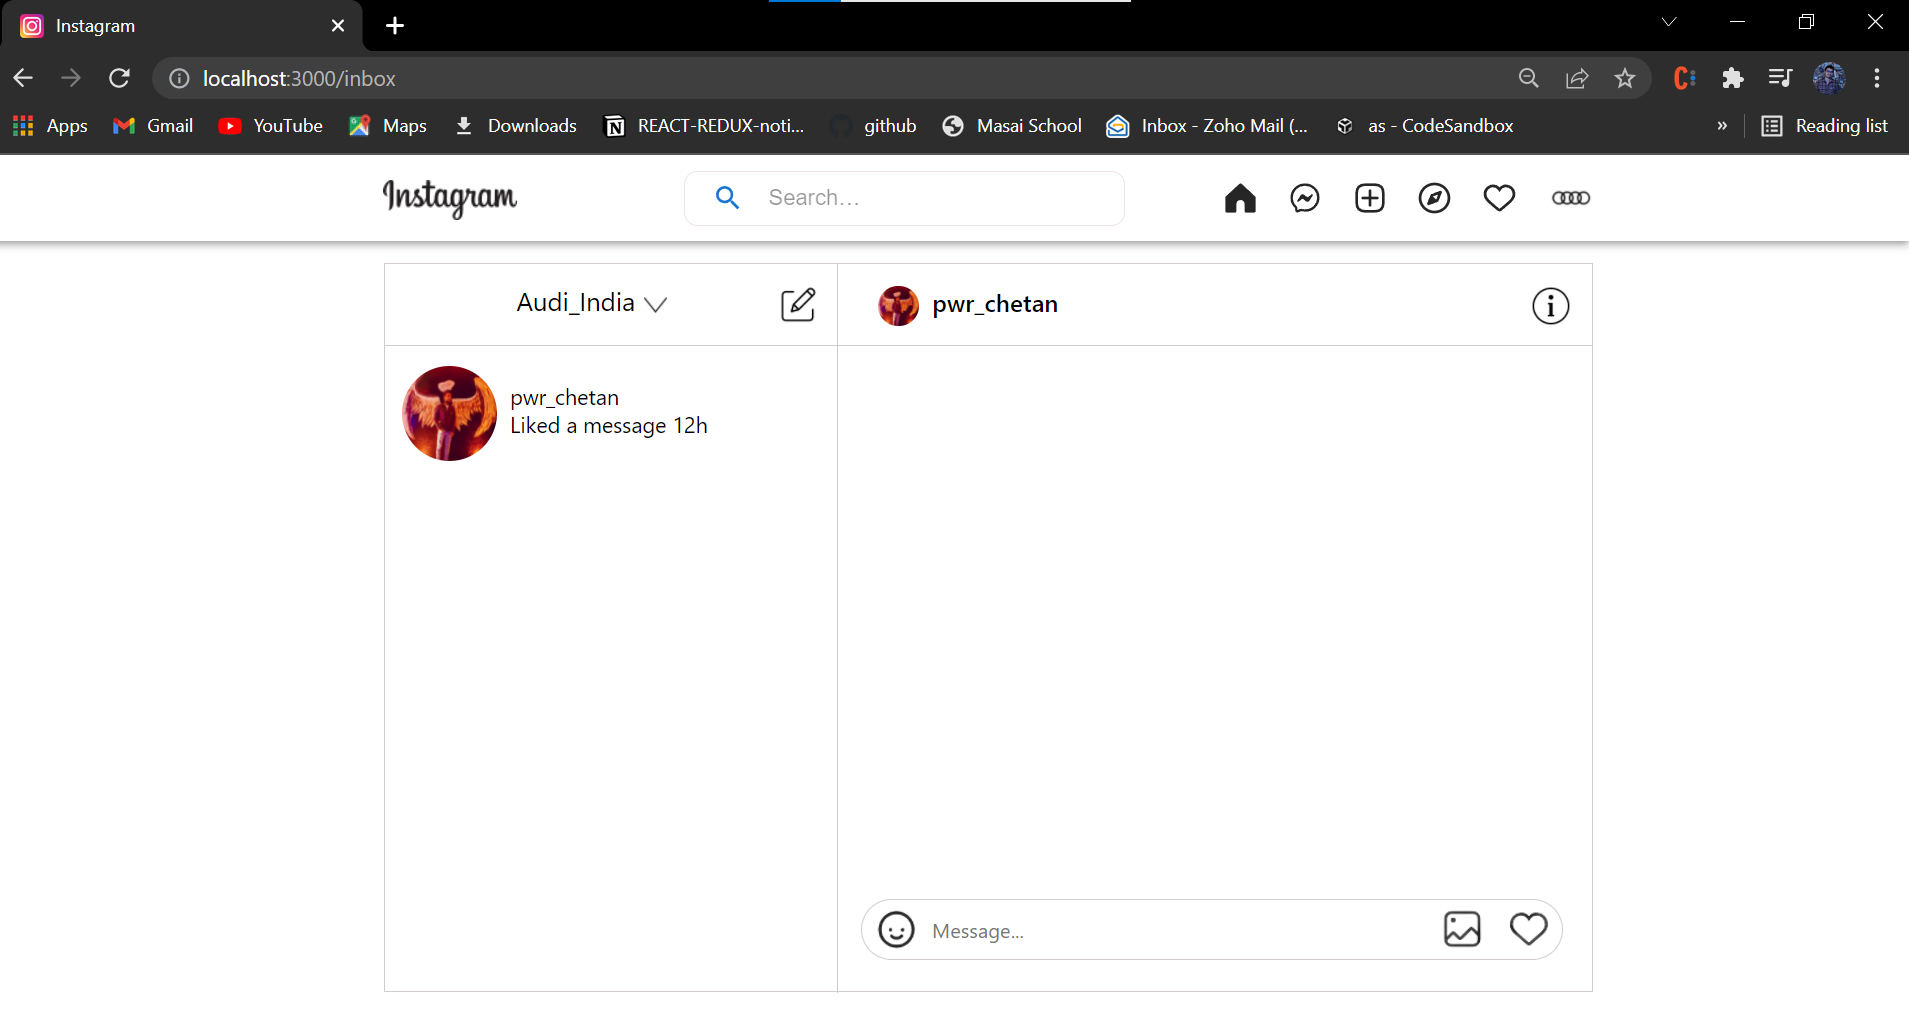 Instagram
localhost:3000/inbox
Apps Gmail YouTube Maps Downloads REACT-REDUX-noti... github Masai School Inbox - Zoho Mail (... as - CodeSandbox » Reading list
Instagram Search...
Audi_India pwr_chetan
pwr_chetan
Liked a message 12h
Message...